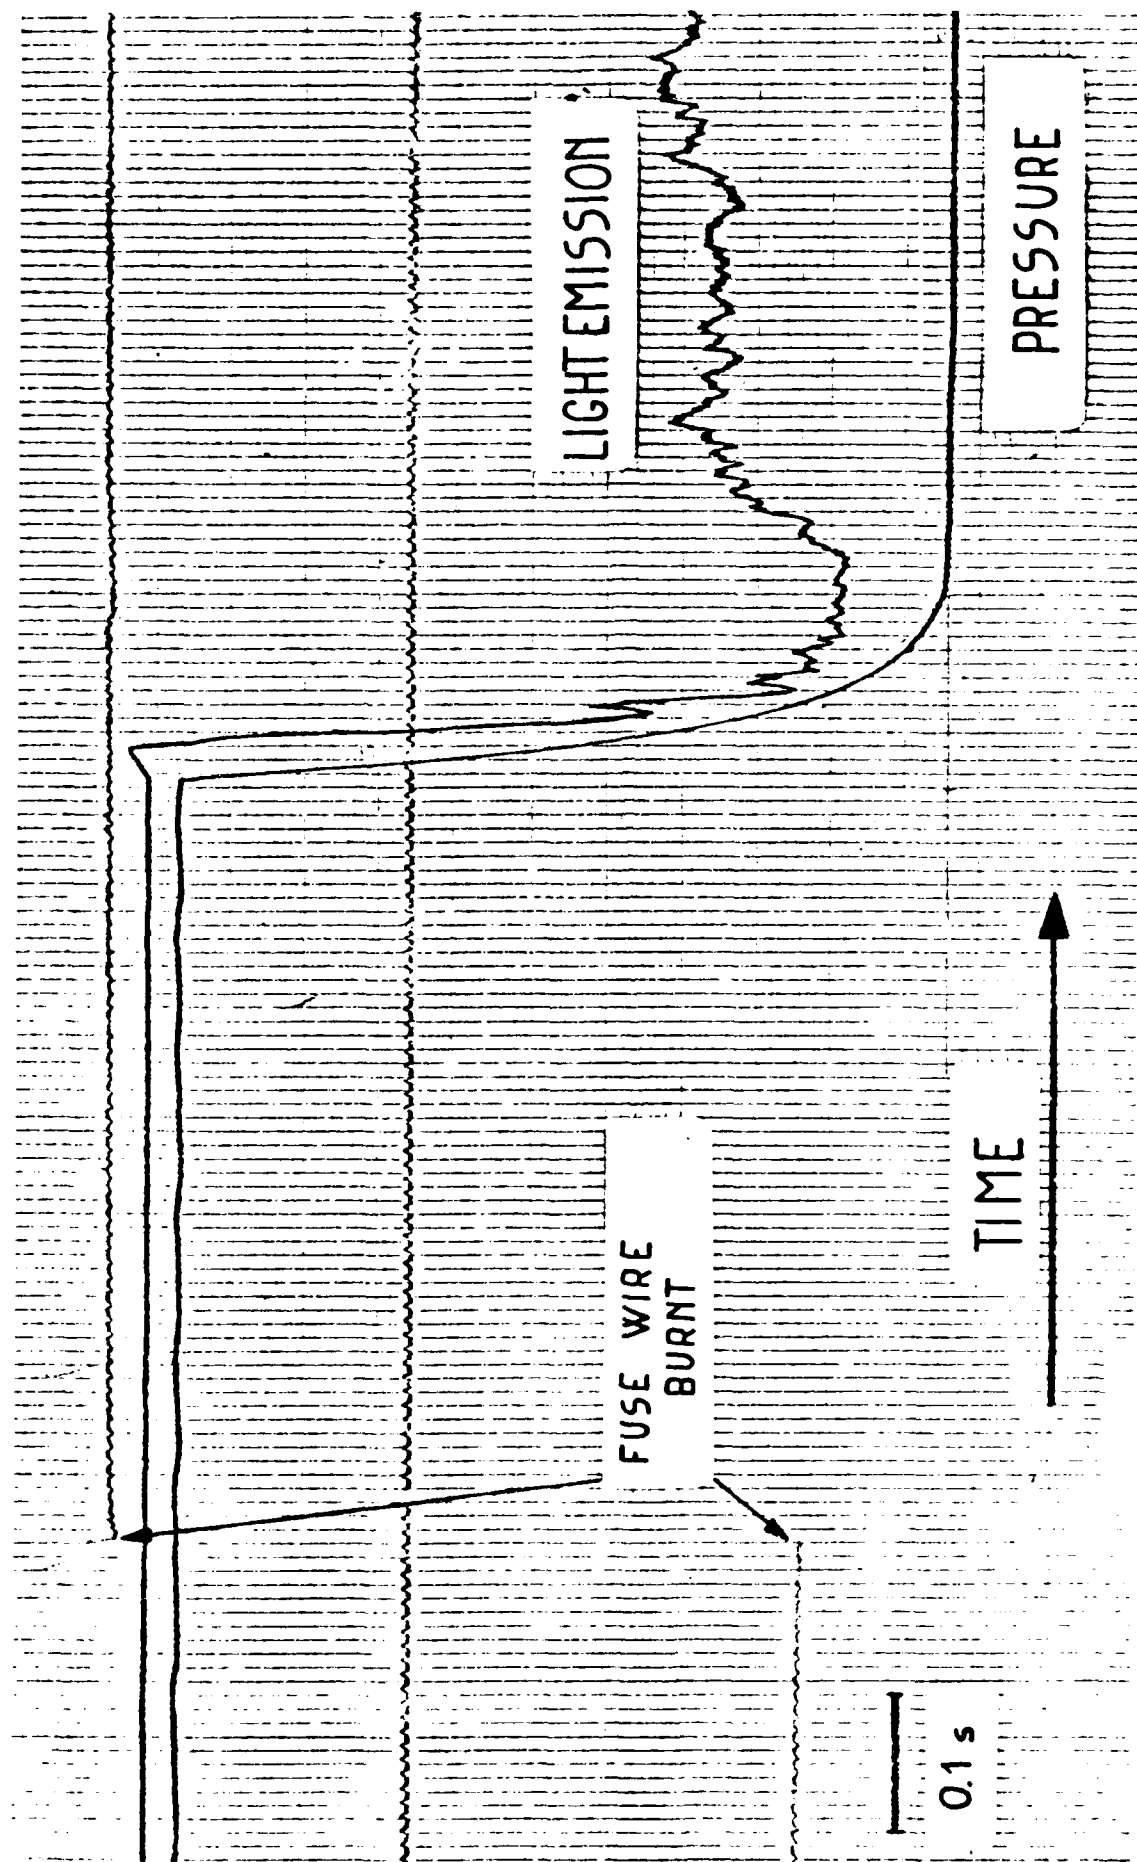 LIGHT EMISSION
PRESSURE
FUSE WIRE
BURNT
TIME
0.1 s